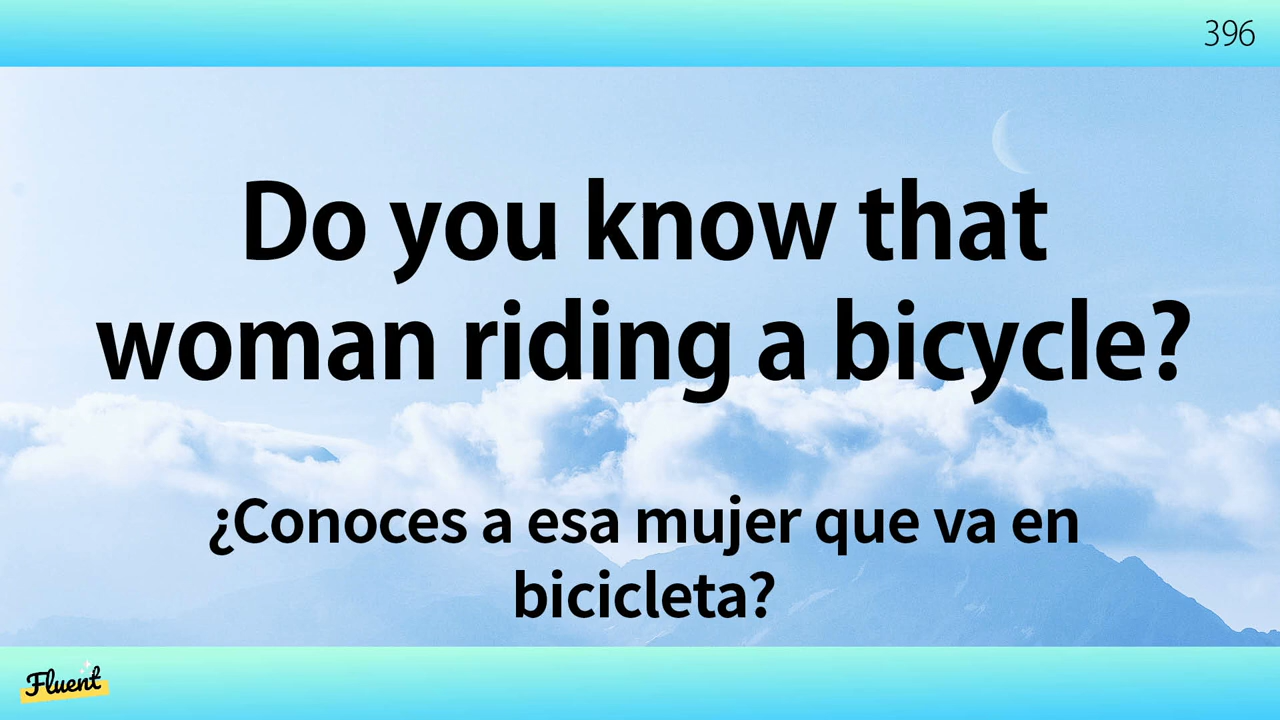 396
Do you know that
woman riding a bicycle?
¿Conoces a esa mujer que va en
bicicleta?
Fluent